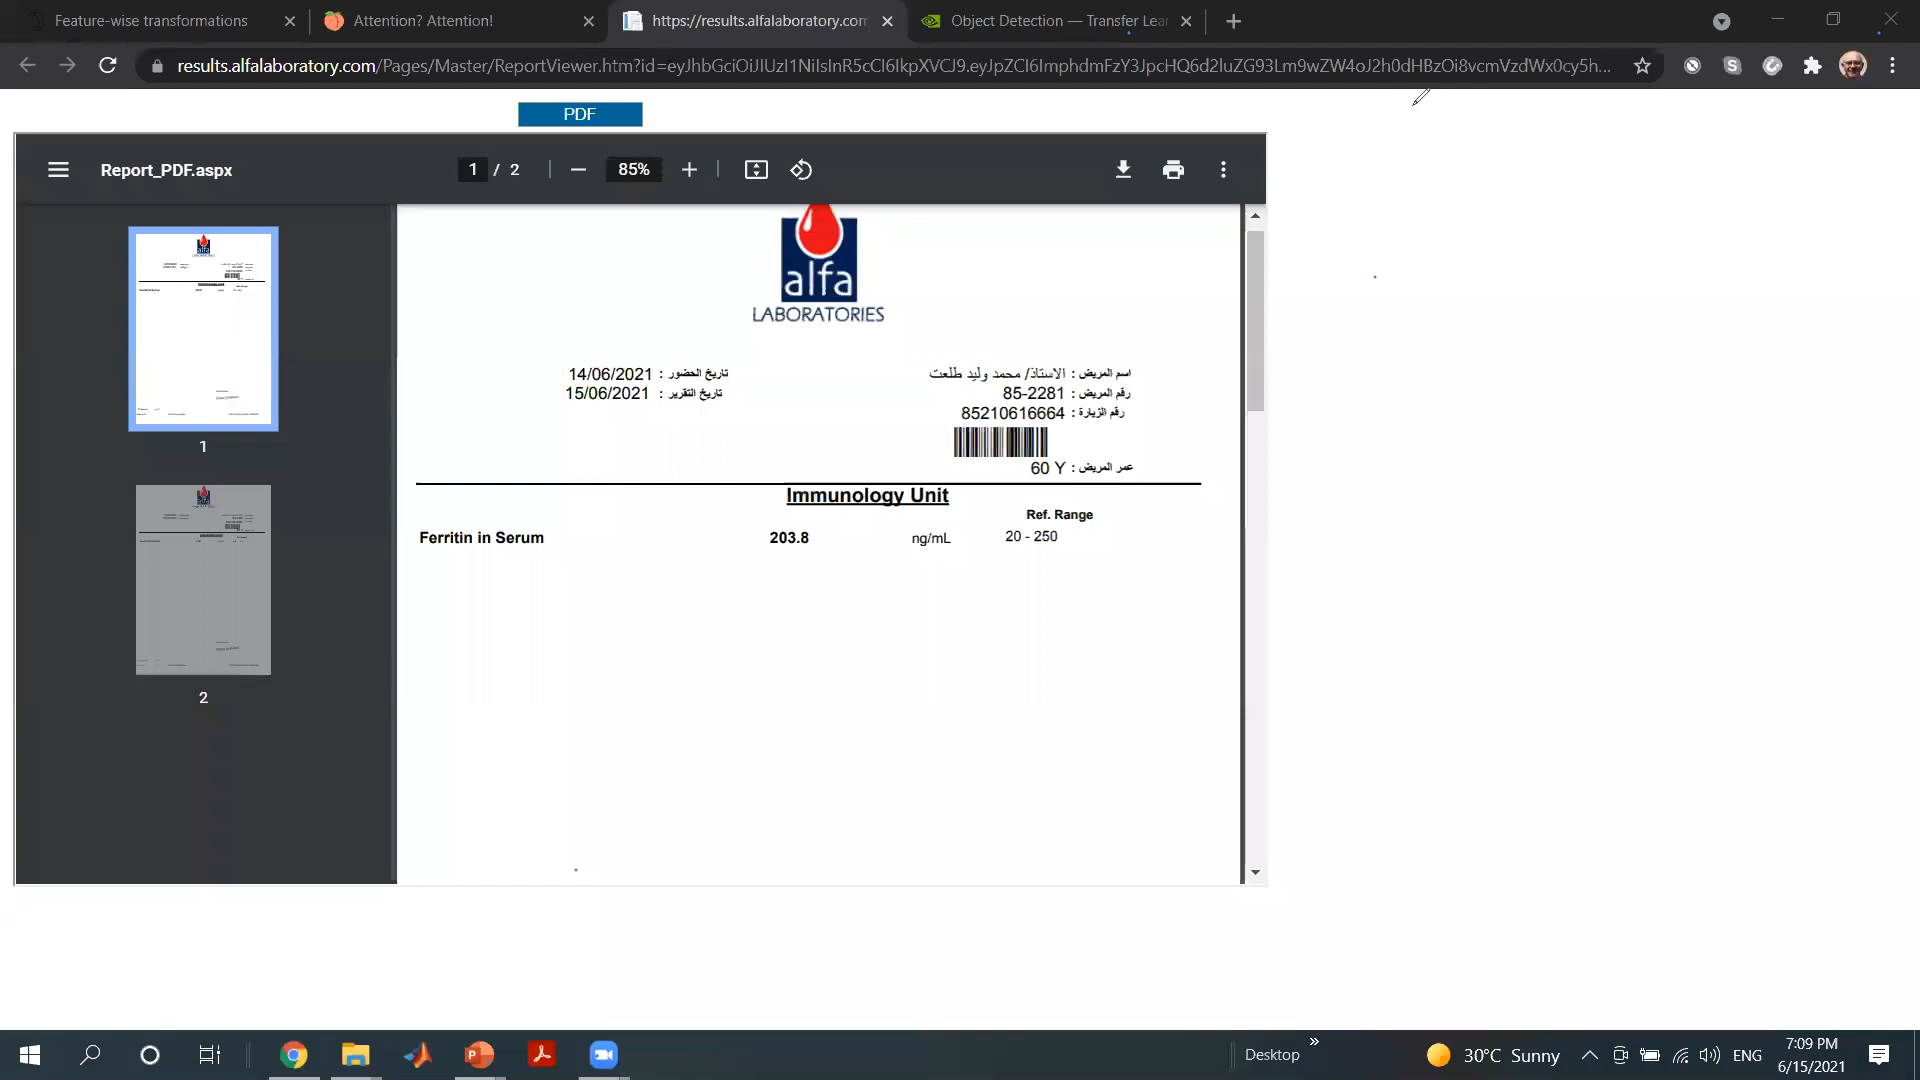 Feature-wise transformations
Attention? Attention!
https://results.alfalaboratory.com
Object Detection — Transfer Lea
results.alfalaboratory.com/Pages/Master/ReportViewer.htm?id=eyJhbGciOiJIUzI1NiIsInR5cCI6IkpXVCJ9.eyJpZCI6ImphdmFzY3JpcHQ6d2luZG93Lm9wZW4oJ2h0dHBzOi8vcmVzdWx0cy5h...
PDF
Report_PDF.aspx
1 / 2
85%
alfa
LABORATORIES
اسم المريض : الاستاذ/ محمد وليد طلعت
تاريخ الحضور : 14/06/2021
رقم المريض : 85-2281
تاريخ التقرير : 15/06/2021
رقم الزيارة : 85210616664
عمر المريض : 60 Y
Immunology Unit
Ref. Range
Ferritin in Serum 203.8 ng/mL 20 - 250
1
2
Desktop
30°C Sunny
ENG
7:09 PM
6/15/2021